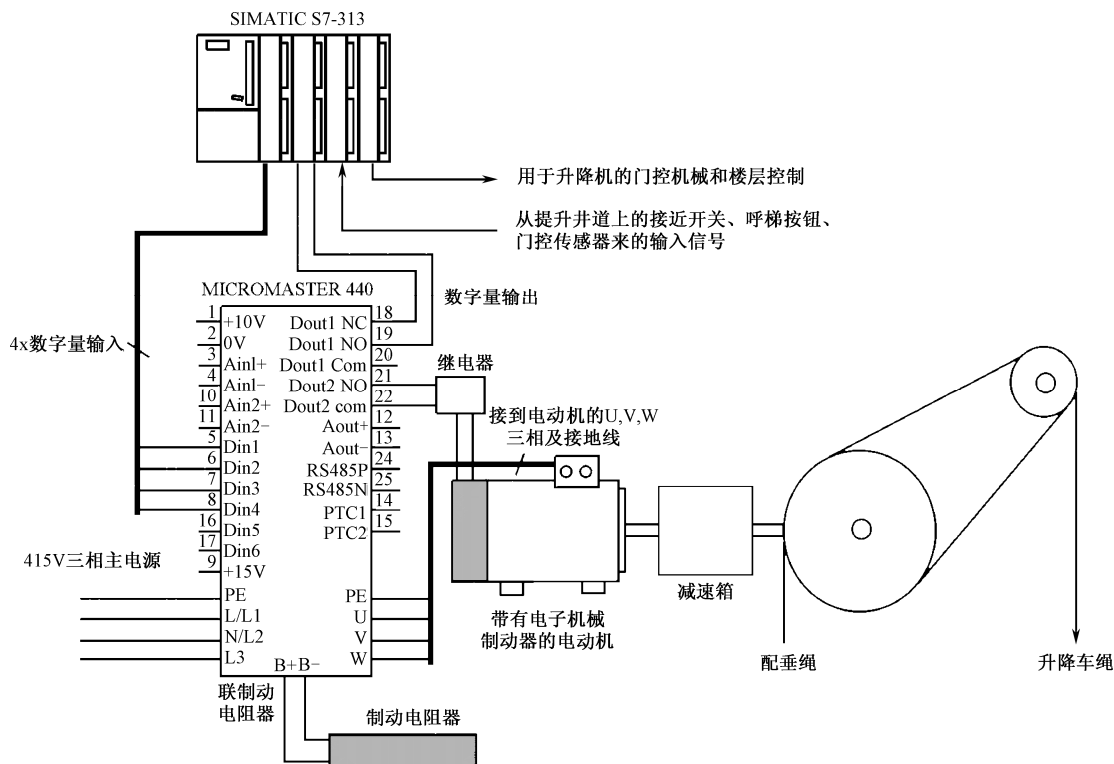 SIMATIC S7-313
用于升降机的门控机械和楼层控制
从提升井道上的接近开关、呼梯按钮、
门控传感器来的输入信号
MICROMASTER 440
数字量输出
4x数字量输入
1
+10V
2
0V
3
AinI+
4
AinI−
10
Ain2+
11
Ain2−
5
Din1
6
Din2
7
Din3
8
Din4
16
Din5
17
Din6
9
+15V
Dout1 NC
18
Dout1 NO
19
Dout1 Com
20
Dout2 NO
21
Dout2 com
22
Aout+
12
Aout−
13
RS485P
24
RS485N
25
PTC1
14
PTC2
15
继电器
接到电动机的U,V,W
三相及接地线
415V三相主电源
PE
L/L1
N/L2
L3
PE
U
V
W
B+B−
减速箱
带有电子机械
制动器的电动机
配垂绳
升降车绳
联制动
电阻器
制动电阻器